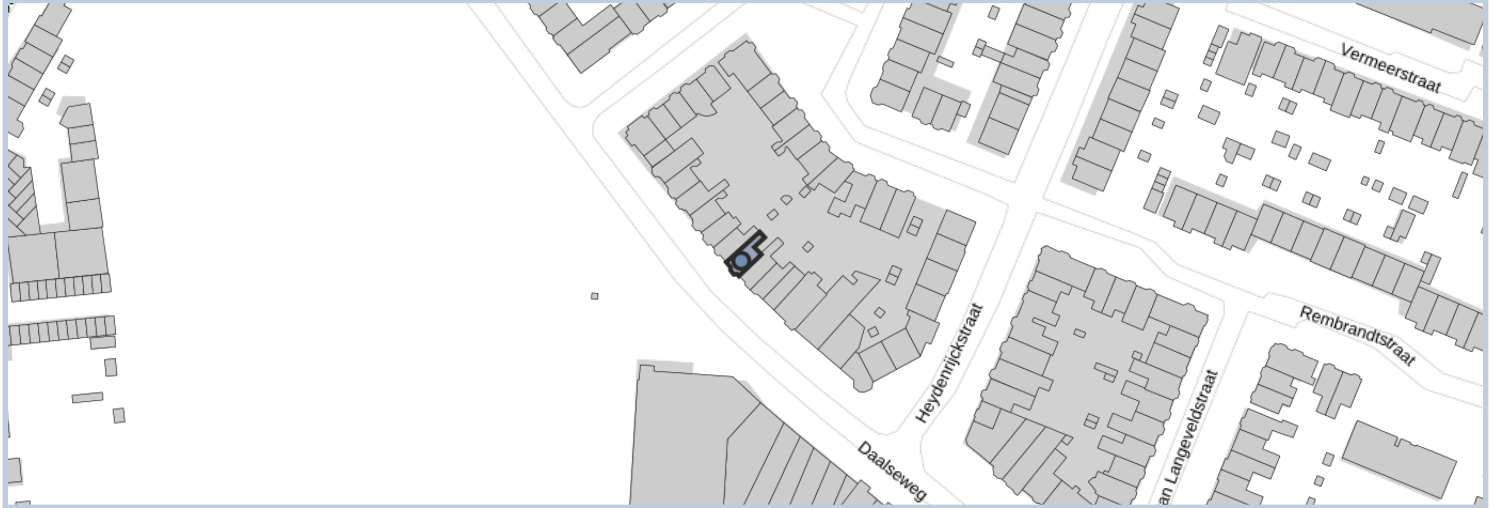 Vermeerstraat
Rembrandtstraat
Heydenrijckstraat
an Langeveldstraat
Daalseweg